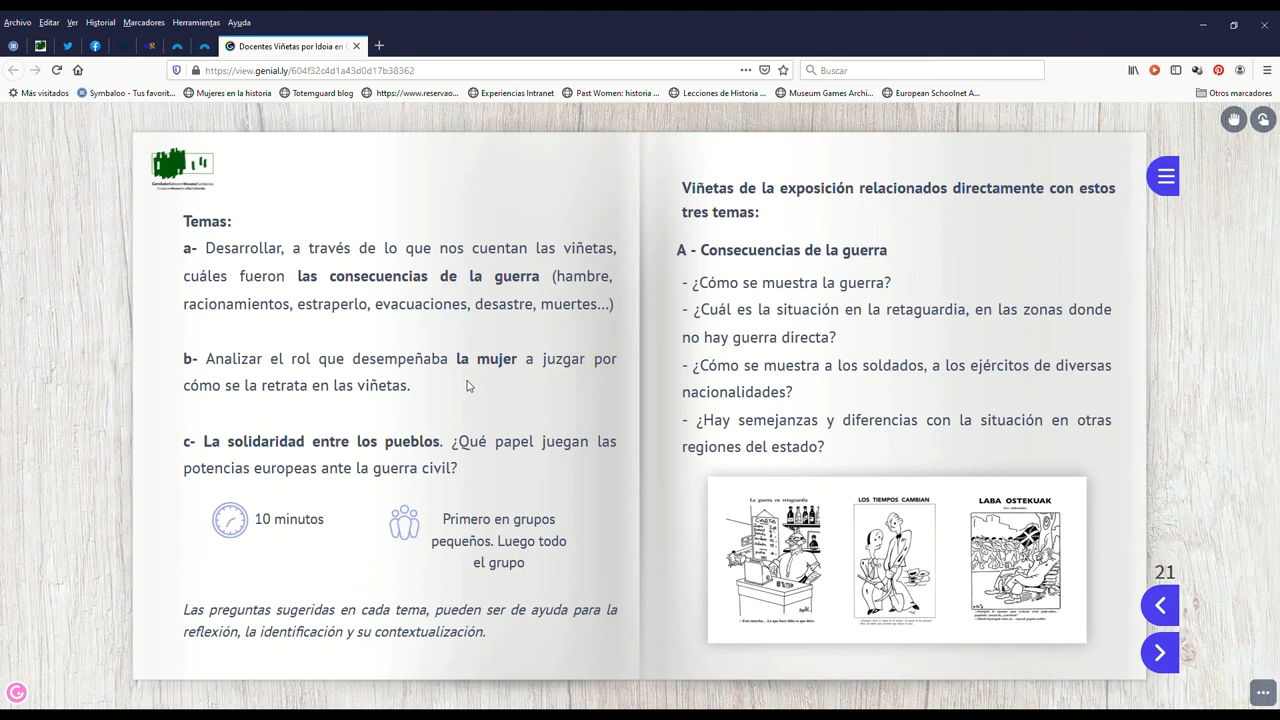 Archivo Editar Ver Historial Marcadores Herramientas Ayuda
Docentes Viñetas por Idoia en
https://view.genial.ly/604f32c4d1a43d0d17b38362
Buscar
Más visitados Symbaloo - Tus favorit... Mujeres en la historia Totemguard blog https://www.reservao... Experiencias Intranet Past Women: historia ... Lecciones de Historia ... Museum Games Archi... European Schoolnet A... Otros marcadores
Temas:
a- Desarrollar, a través de lo que nos cuentan las viñetas,
cuáles fueron las consecuencias de la guerra (hambre,
racionamientos, estraperlo, evacuaciones, desastre, muertes...)
b- Analizar el rol que desempeñaba la mujer a juzgar por
cómo se la retrata en las viñetas.
c- La solidaridad entre los pueblos. ¿Qué papel juegan las
potencias europeas ante la guerra civil?
10 minutos
Primero en grupos
pequeños. Luego todo
el grupo
Las preguntas sugeridas en cada tema, pueden ser de ayuda para la
reflexión, la identificación y su contextualización.
Viñetas de la exposición relacionados directamente con estos
tres temas:
A - Consecuencias de la guerra
- ¿Cómo se muestra la guerra?
- ¿Cuál es la situación en la retaguardia, en las zonas donde
no hay guerra directa?
- ¿Cómo se muestra a los soldados, a los ejércitos de diversas
nacionalidades?
- ¿Hay semejanzas y diferencias con la situación en otras
regiones del estado?
La guerra en retaguardia
LOS TIEMPOS CAMBIAN
LABA OSTEKUAK
21